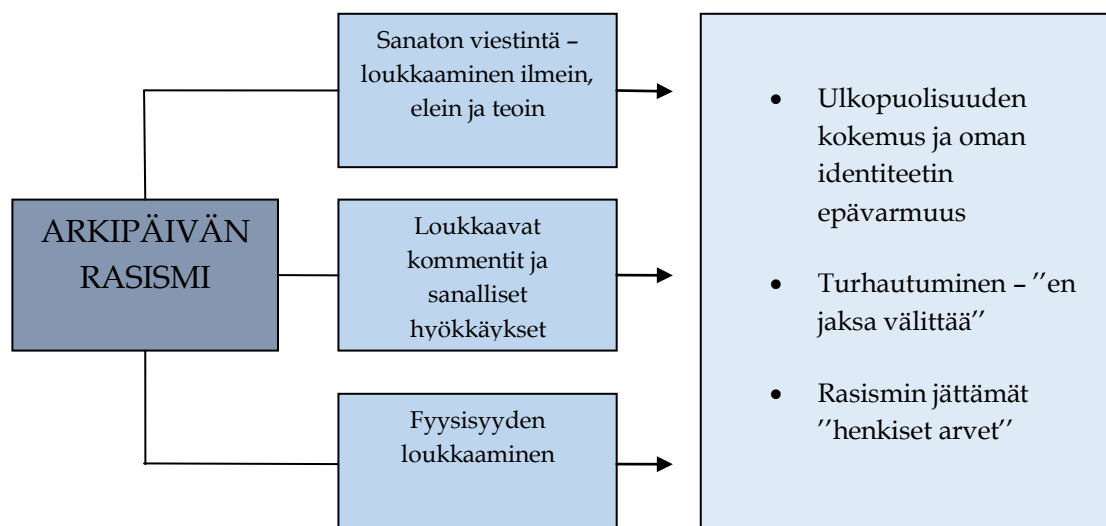 ARKIPÄIVÄN
RASISMI
Sanaton viestintä –
loukkaaminen ilmein,
elein ja teoin
Loukkaavat
kommentit ja
sanalliset
hyökkäykset
Fyysisyyden
loukkaaminen
• Ulkopuolisuuden
kokemus ja oman
identiteetin
epävarmuus
• Turhautuminen – ”en
jaksa välittää”
• Rasismin jättämät
”henkiset arvet”